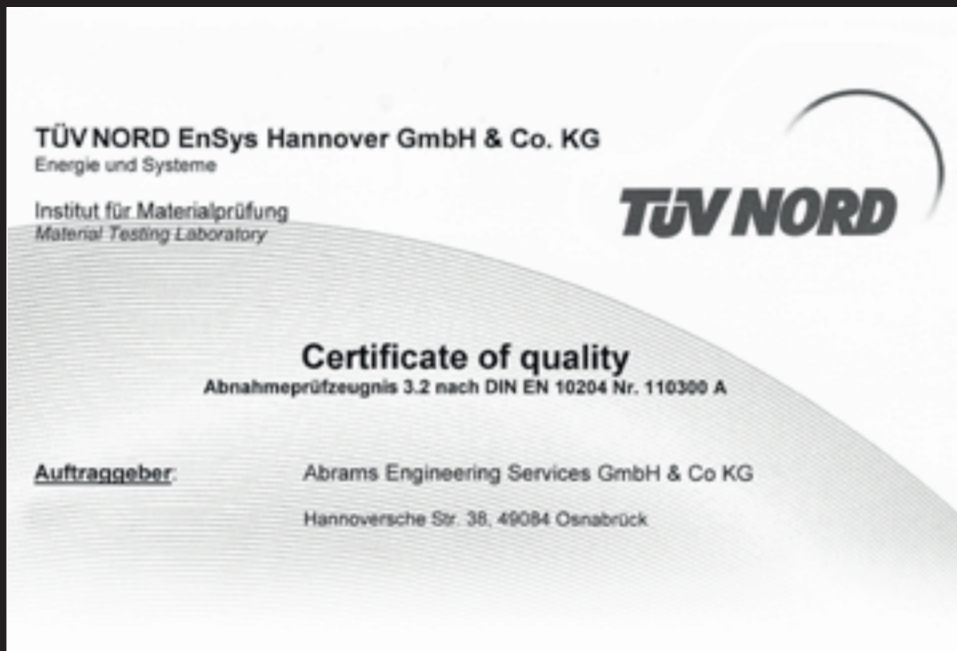 TÜV NORD EnSys Hannover GmbH & Co. KG
Energie und Systeme
Institut für Materialprüfung
Material Testing Laboratory
TÜV NORD
Certificate of quality
Abnahmeprüfzeugnis 3.2 nach DIN EN 10204 Nr. 110300 A
Auftraggeber:
Abrams Engineering Services GmbH & Co KG
Hannoversche Str. 38, 49084 Osnabrück